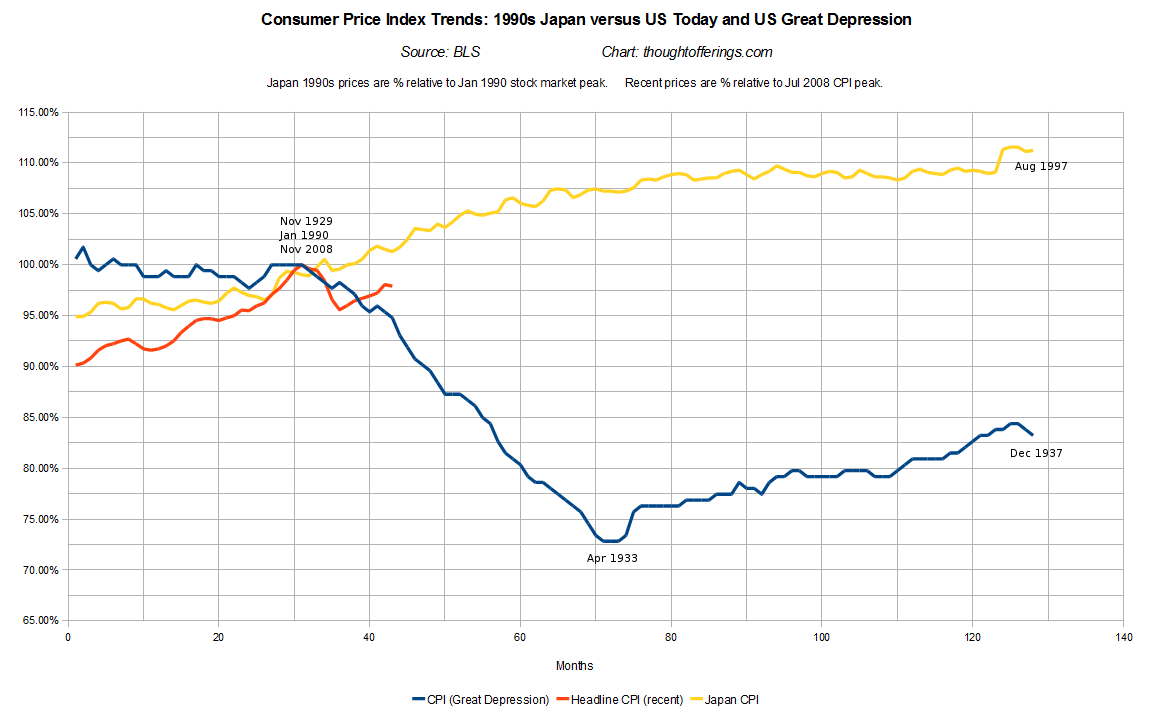 Consumer Price Index Trends: 1990s Japan versus US Today and US Great Depression
Source: BLS Chart: thoughtofferings.com
Japan 1990s prices are % relative to Jan 1990 stock market peak. Recent prices are % relative to Jul 2008 CPI peak.
115.00%
110.00%
Aug 1997
105.00%
Nov 1929
Jan 1990
Nov 2008
100.00%
95.00%
90.00%
85.00%
Dec 1937
80.00%
75.00%
Apr 1933
70.00%
65.00%
0 20 40 60 80 100 120 140
Months
CPI (Great Depression) Headline CPI (recent) Japan CPI